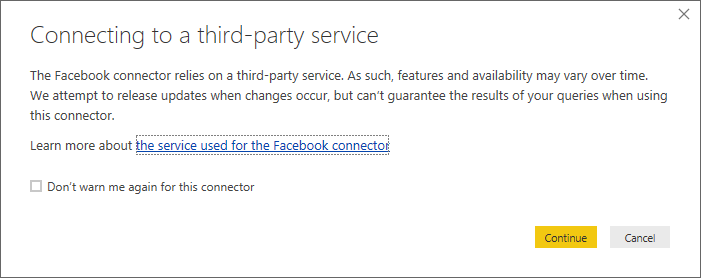 Connecting to a third-party service
The Facebook connector relies on a third-party service. As such, features and availability may vary over time.
We attempt to release updates when changes occur, but can't guarantee the results of your queries when using
this connector.
Learn more about the service used for the Facebook connector
Don't warn me again for this connector
Continue Cancel